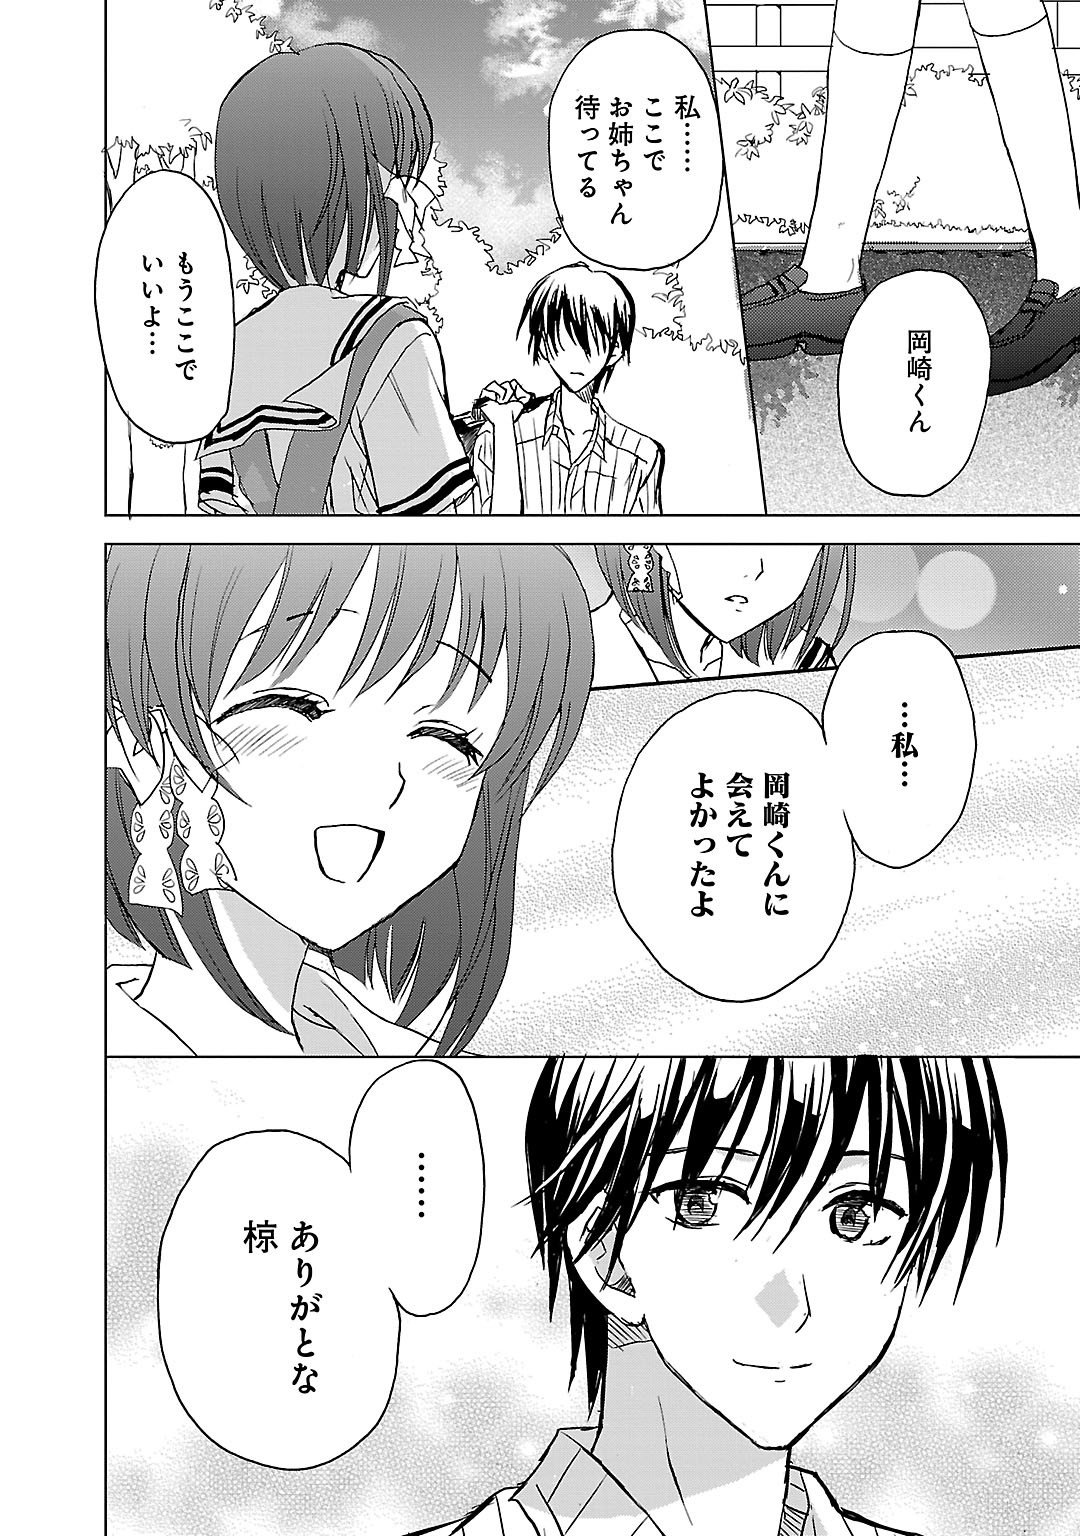 岡崎くん
私……
ここで
お姉ちゃん
待ってる
もうここで
いいよ…
…私…
岡崎くんに
会えて
よかったよ
……
ありがとな
椋